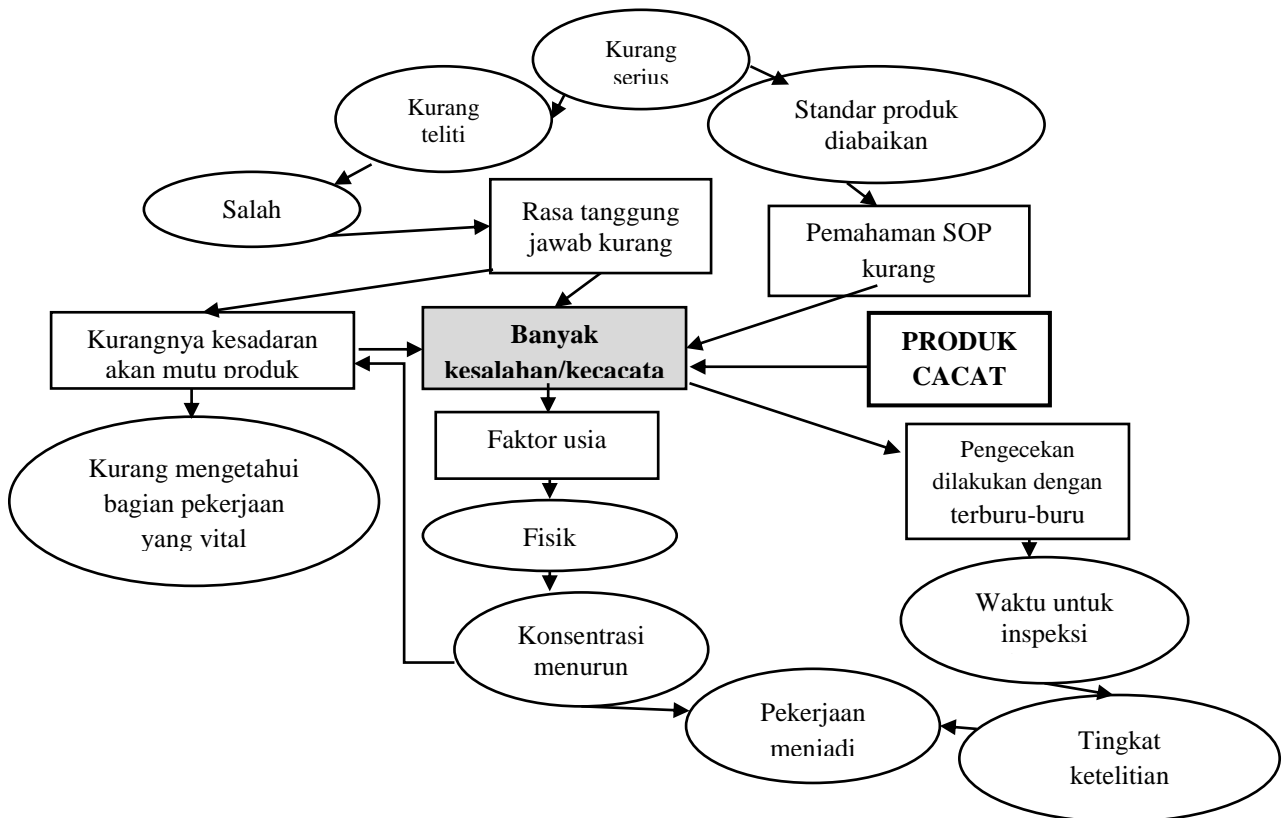 Kurang
serius
Kurang
teliti
Standar produk
diabaikan
Salah
Rasa tanggung
jawab kurang
Pemahaman SOP
kurang
Kurangnya kesadaran
akan mutu produk
Banyak
kesalahan/kecacata
PRODUK
CACAT
Faktor usia
Pengecekan
dilakukan dengan
terburu-buru
Kurang mengetahui
bagian pekerjaan
yang vital
Fisik
Waktu untuk
inspeksi
Konsentrasi
menurun
Pekerjaan
menjadi
Tingkat
ketelitian